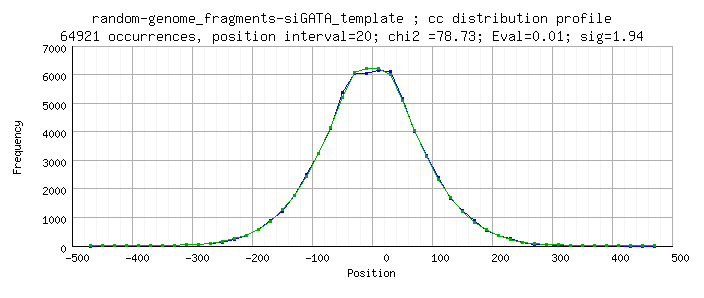 random-genome_fragments-siGATA_template ; cc distribution profile
64921 occurrences, position interval=20; chi2 =78.73; Eval=0.01; sig=1.94
7000
6000
5000
4000
3000
2000
1000
0
Frequency
-500 -400 -300 -200 -100 0 100 200 300 400 500
Position